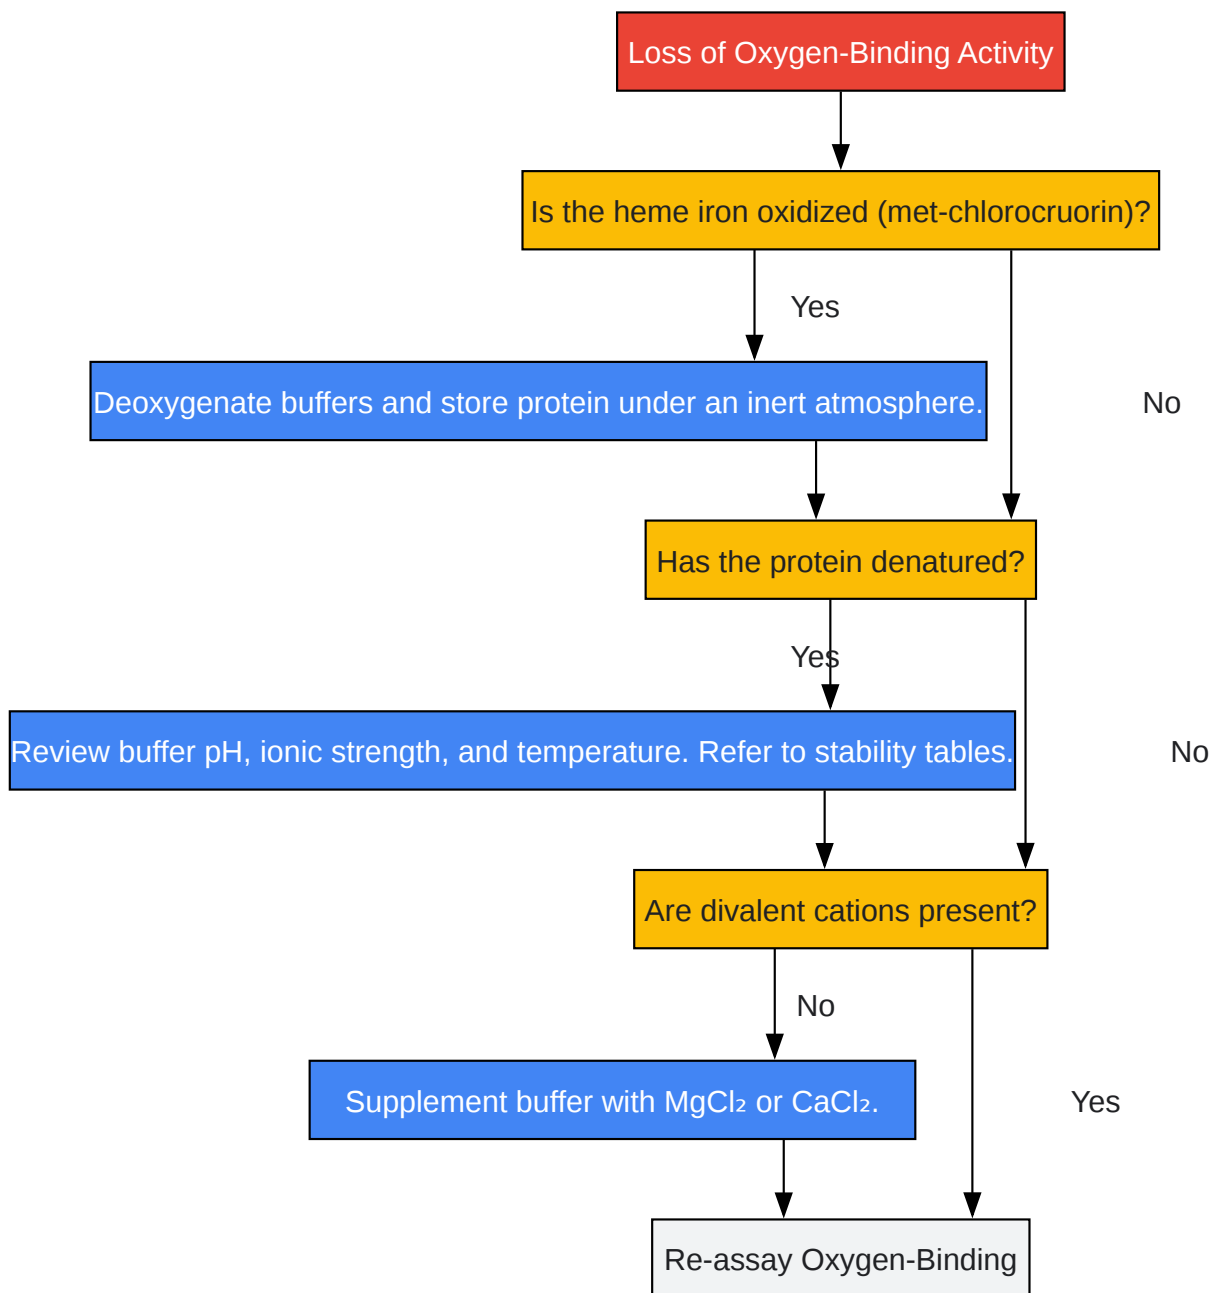 Loss of Oxygen-Binding Activity
Is the heme iron oxidized (met-chlorocruorin)?
Yes
Deoxygenate buffers and store protein under an inert atmosphere.
No
Has the protein denatured?
Yes
Review buffer pH, ionic strength, and temperature. Refer to stability tables.
No
Are divalent cations present?
No
Supplement buffer with MgCl₂ or CaCl₂.
Yes
Re-assay Oxygen-Binding